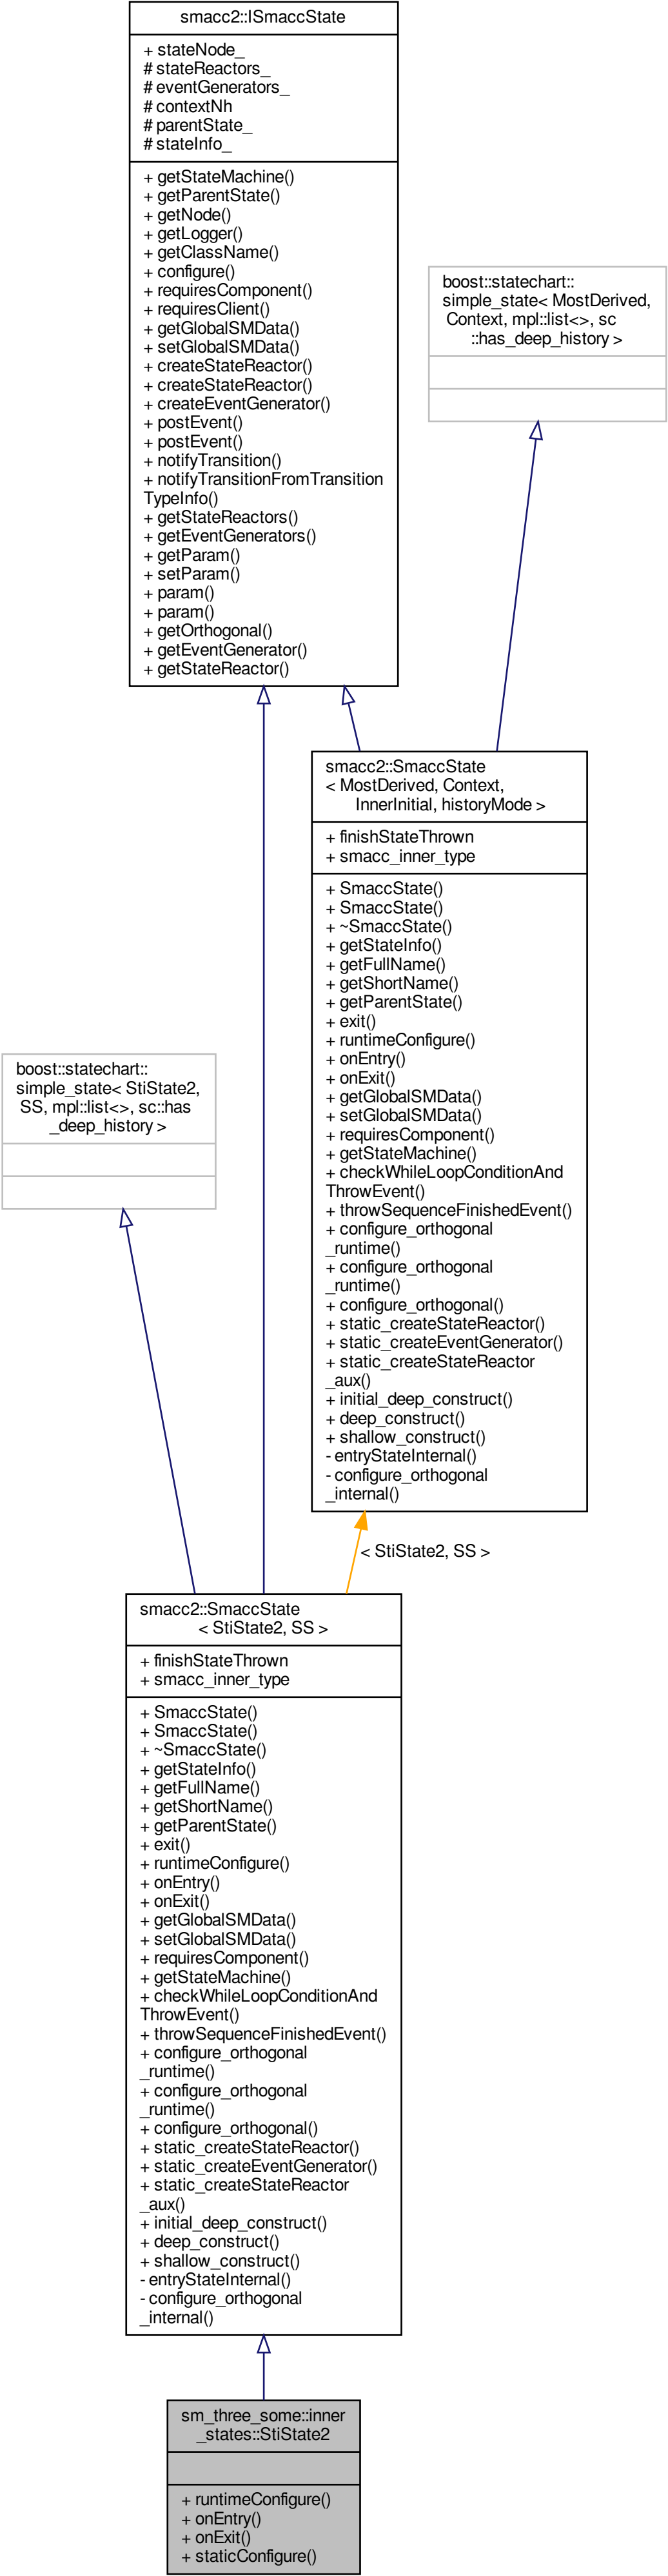 smacc2::ISmaccState
+ stateNode_
# stateReactors_
# eventGenerators_
# contextNh
# parentState_
# stateInfo_
+ getStateMachine()
+ getParentState()
+ getNode()
+ getLogger()
+ getClassName()
+ configure()
+ requiresComponent()
+ requiresClient()
+ getGlobalSMData()
+ setGlobalSMData()
+ createStateReactor()
+ createStateReactor()
+ createEventGenerator()
+ postEvent()
+ postEvent()
+ notifyTransition()
+ notifyTransitionFromTransition
TypeInfo()
+ getStateReactors()
+ getEventGenerators()
+ getParam()
+ setParam()
+ param()
+ param()
+ getOrthogonal()
+ getEventGenerator()
+ getStateReactor()
boost::statechart::
simple_state< MostDerived,
Context, mpl::list<>, sc
::has_deep_history >
smacc2::SmaccState
< MostDerived, Context,
InnerInitial, historyMode >
+ finishStateThrown
+ smacc_inner_type
+ SmaccState()
+ SmaccState()
+ ~SmaccState()
+ getStateInfo()
+ getFullName()
+ getShortName()
+ getParentState()
+ exit()
+ runtimeConfigure()
+ onEntry()
+ onExit()
+ getGlobalSMData()
+ setGlobalSMData()
+ requiresComponent()
+ getStateMachine()
+ checkWhileLoopConditionAnd
ThrowEvent()
+ throwSequenceFinishedEvent()
+ configure_orthogonal
_runtime()
+ configure_orthogonal
_runtime()
+ configure_orthogonal()
+ static_createStateReactor()
+ static_createEventGenerator()
+ static_createStateReactor
_aux()
+ initial_deep_construct()
+ deep_construct()
+ shallow_construct()
- entryStateInternal()
- configure_orthogonal
_internal()
boost::statechart::
simple_state< StiState2,
SS, mpl::list<>, sc::has
_deep_history >
< StiState2, SS >
smacc2::SmaccState
< StiState2, SS >
+ finishStateThrown
+ smacc_inner_type
+ SmaccState()
+ SmaccState()
+ ~SmaccState()
+ getStateInfo()
+ getFullName()
+ getShortName()
+ getParentState()
+ exit()
+ runtimeConfigure()
+ onEntry()
+ onExit()
+ getGlobalSMData()
+ setGlobalSMData()
+ requiresComponent()
+ getStateMachine()
+ checkWhileLoopConditionAnd
ThrowEvent()
+ throwSequenceFinishedEvent()
+ configure_orthogonal
_runtime()
+ configure_orthogonal
_runtime()
+ configure_orthogonal()
+ static_createStateReactor()
+ static_createEventGenerator()
+ static_createStateReactor
_aux()
+ initial_deep_construct()
+ deep_construct()
+ shallow_construct()
- entryStateInternal()
- configure_orthogonal
_internal()
sm_three_some::inner
_states::StiState2
+ runtimeConfigure()
+ onEntry()
+ onExit()
+ staticConfigure()